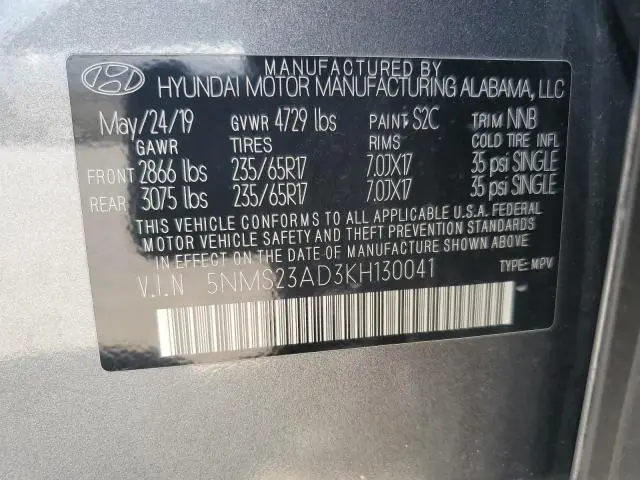 MANUFACTURED BY
HYUNDAI MOTOR MANUFACTURING ALABAMA, LLC
May/24/19 GVWR 4729 lbs PAINT S2C TRIM NNB
GAWR TIRES RIMS COLD TIRE INFL
FRONT 2866 lbs 235/65R17 7.0JX17 35 psi SINGLE
REAR 3075 lbs 235/65R17 7.0JX17 35 psi SINGLE
THIS VEHICLE CONFORMS TO ALL APPLICABLE U.S.A. FEDERAL
MOTOR VEHICLE SAFETY AND THEFT PREVENTION STANDARDS
IN EFFECT ON THE DATE OF MANUFACTURE SHOWN ABOVE.
V.I.N 5NMS23AD3KH130041 TYPE: MPV